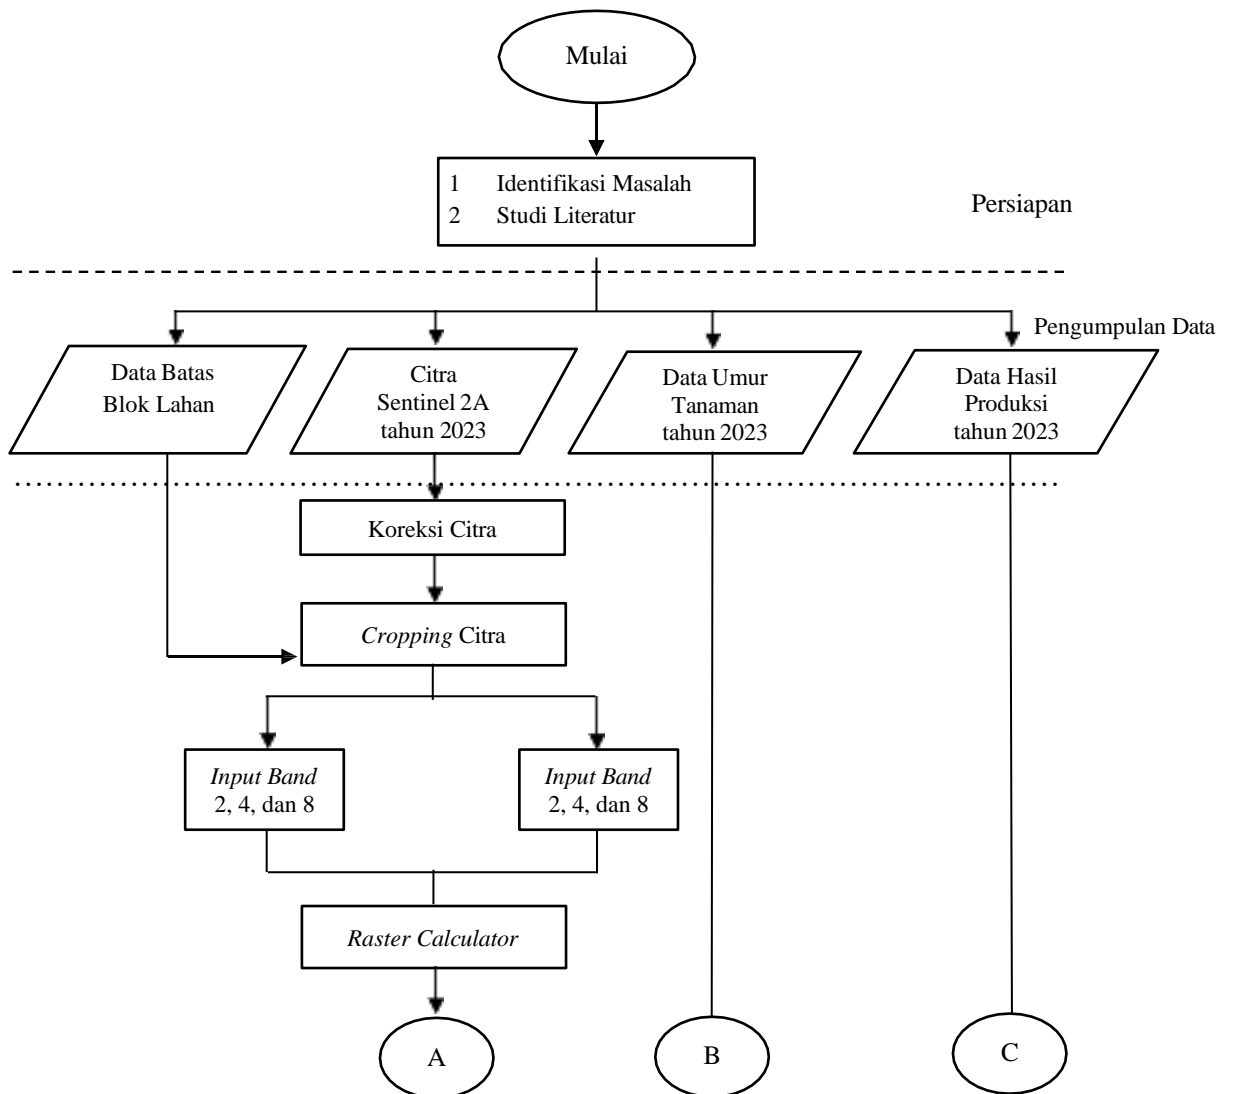 Mulai
1 Identifikasi Masalah
2 Studi Literatur
Persiapan
Pengumpulan Data
Data Batas
Blok Lahan
Citra
Sentinel 2A
tahun 2023
Data Umur
Tanaman
tahun 2023
Data Hasil
Produksi
tahun 2023
Koreksi Citra
Cropping Citra
Input Band
2, 4, dan 8
Input Band
2, 4, dan 8
Raster Calculator
A
B
C